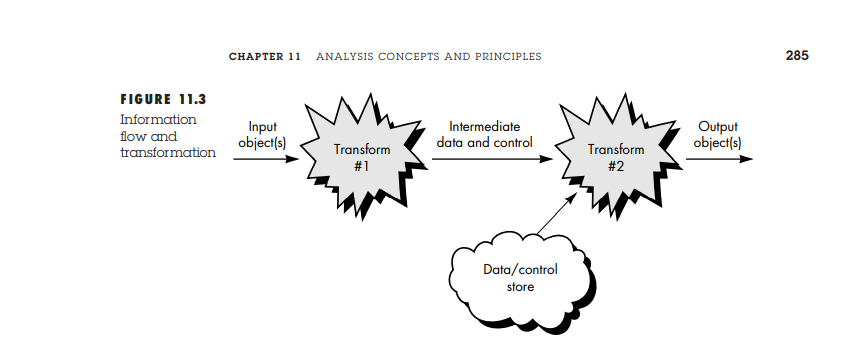 CHAPTER 11 ANALYSIS CONCEPTS AND PRINCIPLES
285
FIGURE 11.3
Information
flow and
transformation
Input
object(s)
Transform
#1
Intermediate
data and control
Transform
#2
Output
object(s)
Data/control
store